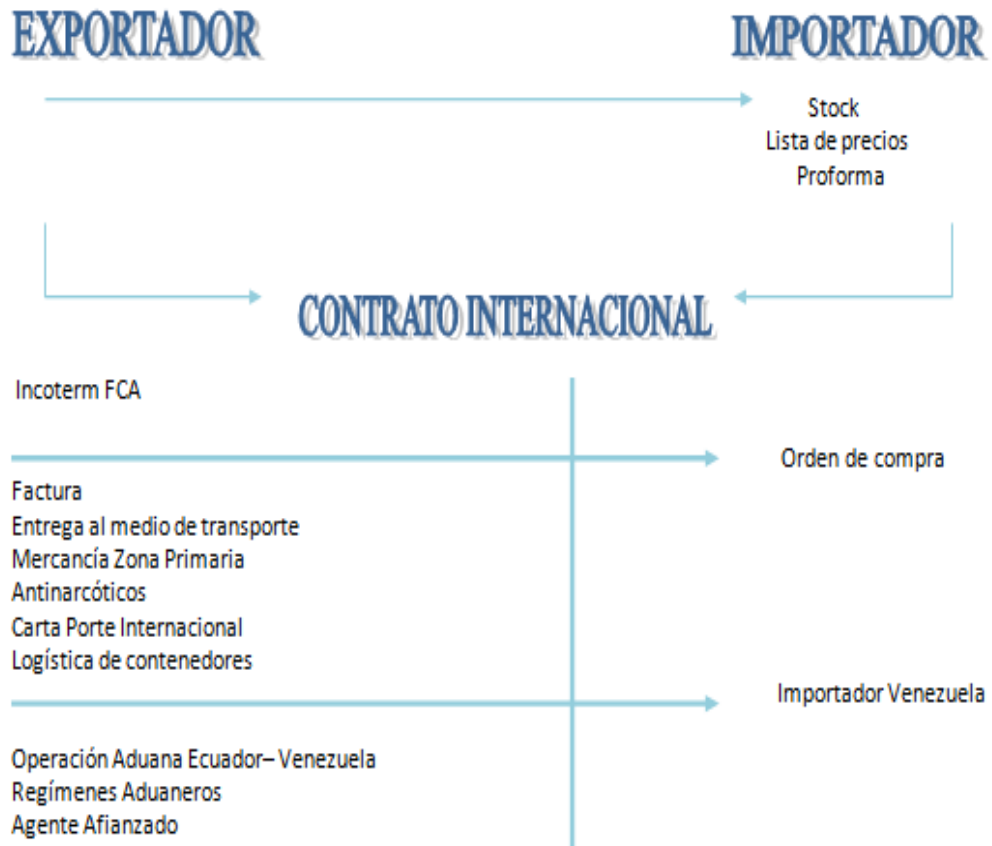 EXPORTADOR
IMPORTADOR
Stock
Lista de precios
Proforma
CONTRATO INTERNACIONAL
Incoterm FCA
Orden de compra
Factura
Entrega al medio de transporte
Mercancía Zona Primaria
Antinarcóticos
Carta Porte Internacional
Logística de contenedores
Importador Venezuela
Operación Aduana Ecuador– Venezuela
Regímenes Aduaneros
Agente Afianzado